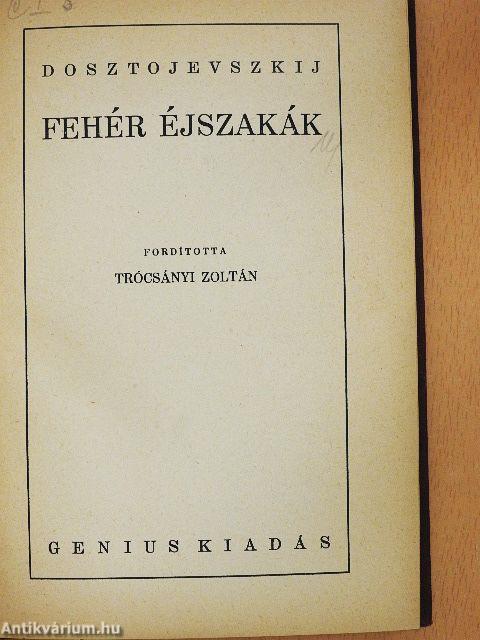 DOSZTOJEVSZKIJ
FEHÉR ÉJSZAKÁK
FORDÍTOTTA
TRÓCSÁNYI ZOLTÁN
GENIUS KIADÁS
Antikvárium.hu